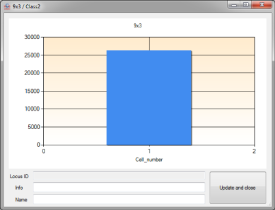 9x3 / Class2
9x3
30000
25000
20000
15000
10000
5000
0
0
1
2
Cell_number
Locus ID
Info
Name
Update and close